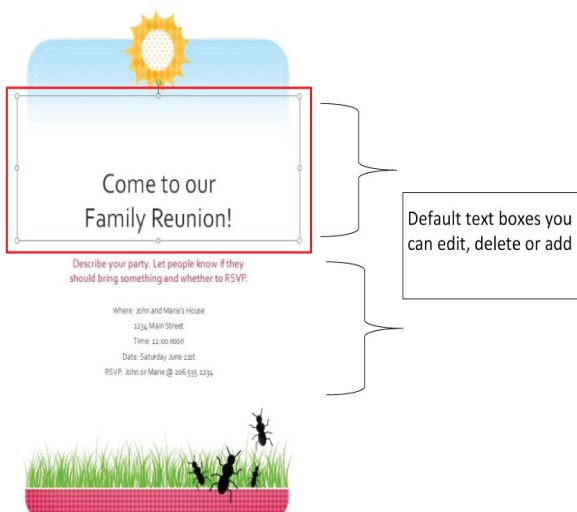 Come to our
Family Reunion!
Describe your party. Let people know if they
should bring something and whether to RSVP.
Where: John and Marie's House
1234 Main Street
Time: 12:00 noon
Date: Saturday June 21st
RSVP: John or Marie @ 206.555.1234
Default text boxes you
can edit, delete or add